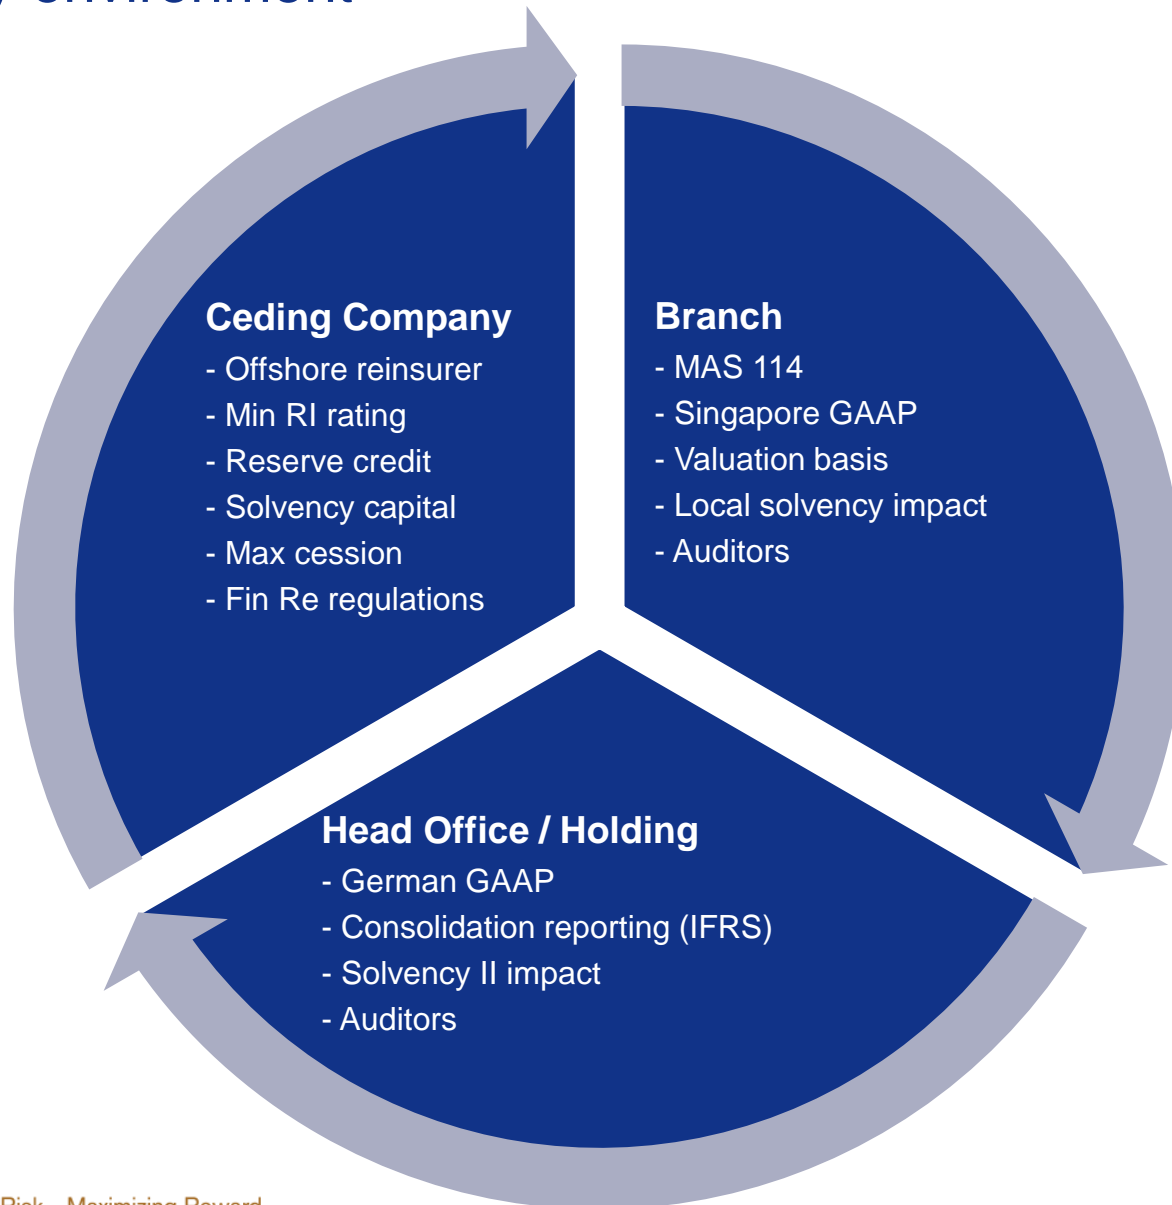 environment
Ceding Company
- Offshore reinsurer
- Min RI rating
- Reserve credit
- Solvency capital
- Max cession
- Fin Re regulations
Branch
- MAS 114
- Singapore GAAP
- Valuation basis
- Local solvency impact
- Auditors
Head Office / Holding
- German GAAP
- Consolidation reporting (IFRS)
- Solvency II impact
- Auditors